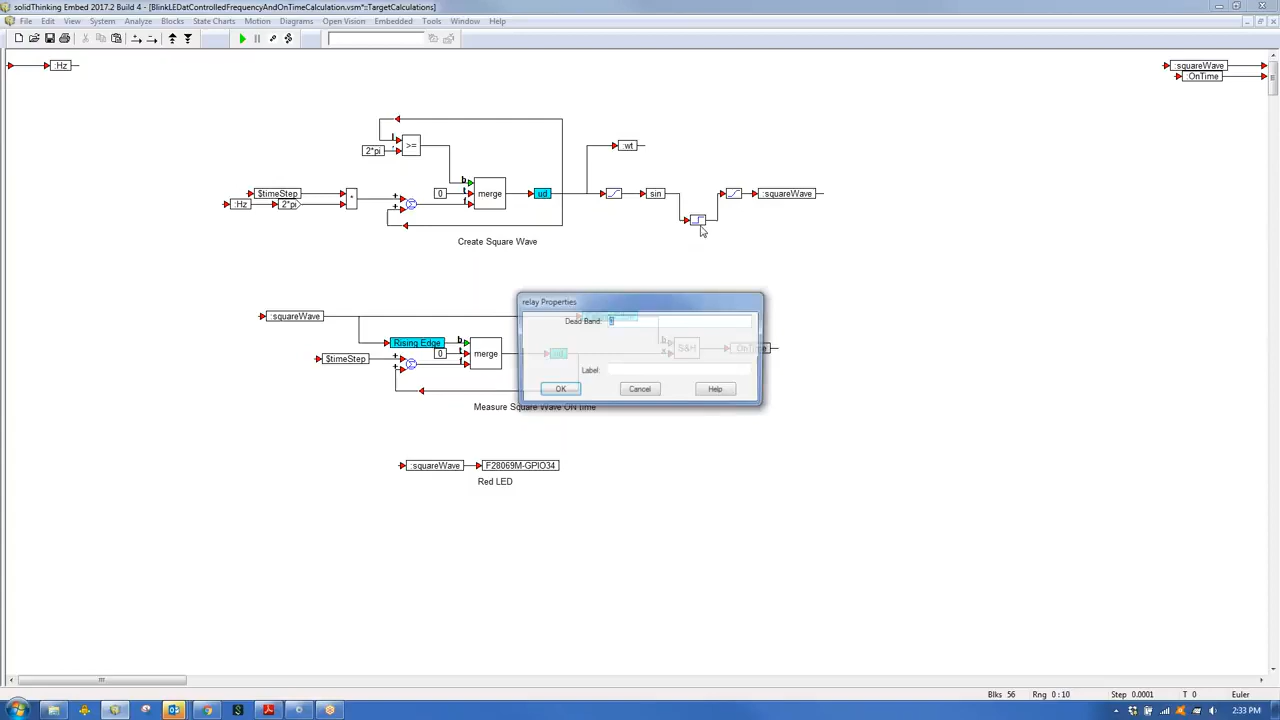 solidThinking Embed 2017.2 Build 4 - [BlinkLEDatControlledFrequencyAndOnTimeCalculation.vsm*::TargetCalculations]
File Edit View System Analyze Blocks State Charts Motion Diagrams Open Vision Embedded Tools Window Help
:Hz
:squareWave
:OnTime
2*pi
l
r
>=
:wt
$timeStep
:Hz
2*pi
*
+
+
Σ
0
b
t
f
merge
ud
sin
:squareWave
Create Square Wave
relay Properties
Dead Band:
Label:
OK
Cancel
Help
:squareWave
Rising Edge
0
b
t
f
merge
$timeStep
+
+
Σ
b
x
S&H
Measure Square Wave ON Time
:squareWave
F28069M-GPIO34
Red LED
Blks 56
Rng 0 : 10
Step 0.0001
T 0
Euler
2:33 PM